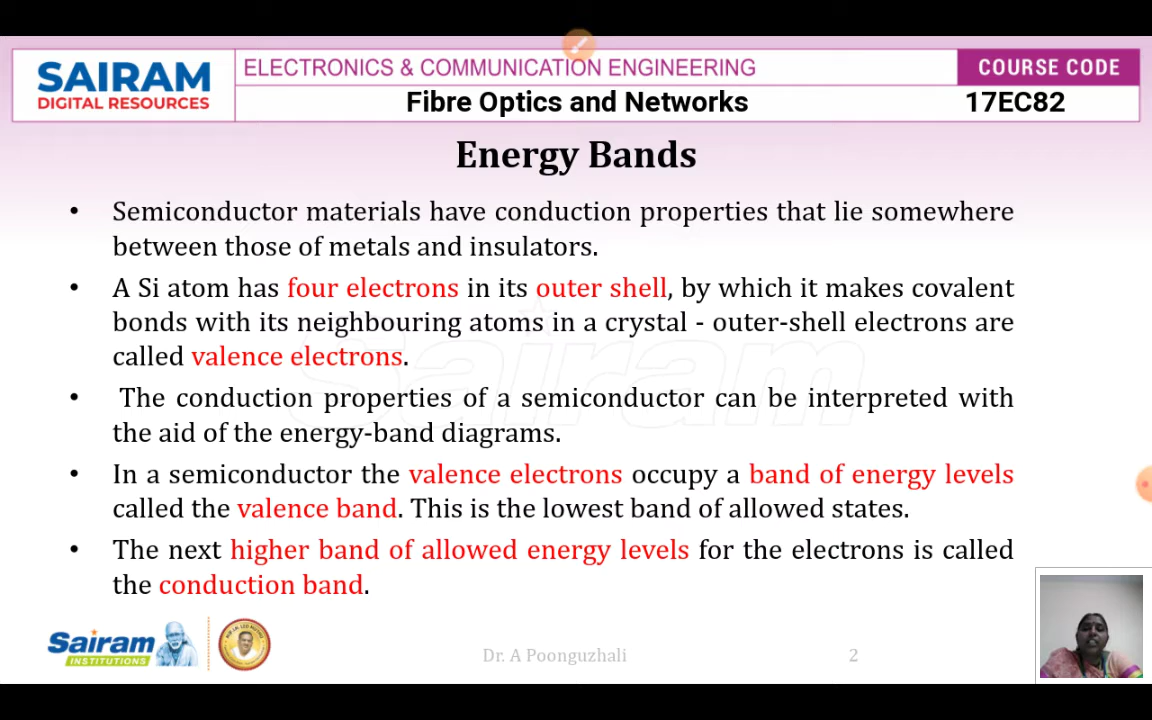 SAIRAM
DIGITAL RESOURCES
ELECTRONICS & COMMUNICATION ENGINEERING
COURSE CODE
Fibre Optics and Networks
17EC82
Energy Bands
• Semiconductor materials have conduction properties that lie somewhere
between those of metals and insulators.
• A Si atom has four electrons in its outer shell, by which it makes covalent
bonds with its neighbouring atoms in a crystal - outer-shell electrons are
called valence electrons.
• The conduction properties of a semiconductor can be interpreted with
the aid of the energy-band diagrams.
• In a semiconductor the valence electrons occupy a band of energy levels
called the valence band. This is the lowest band of allowed states.
• The next higher band of allowed energy levels for the electrons is called
the conduction band.
Sairam
Sairam
INSTITUTIONS
Dr. A Poonguzhali
2